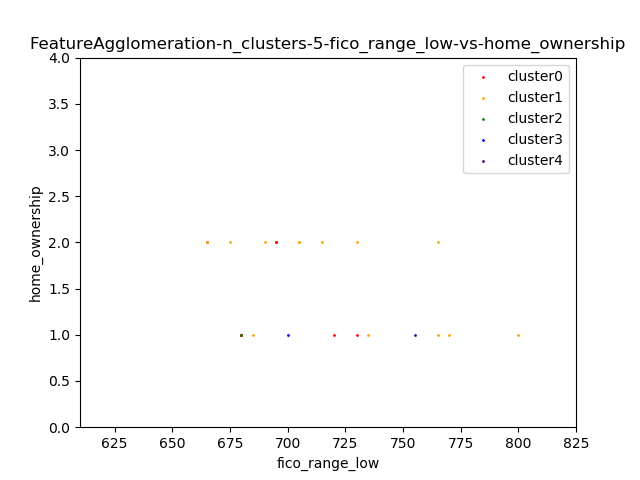 FeatureAgglomeration-n_clusters-5-fico_range_low-vs-home_ownership
cluster0
cluster1
cluster2
cluster3
cluster4
home_ownership
4.0
3.5
3.0
2.5
2.0
1.5
1.0
0.5
0.0
625 650 675 700 725 750 775 800 825
fico_range_low